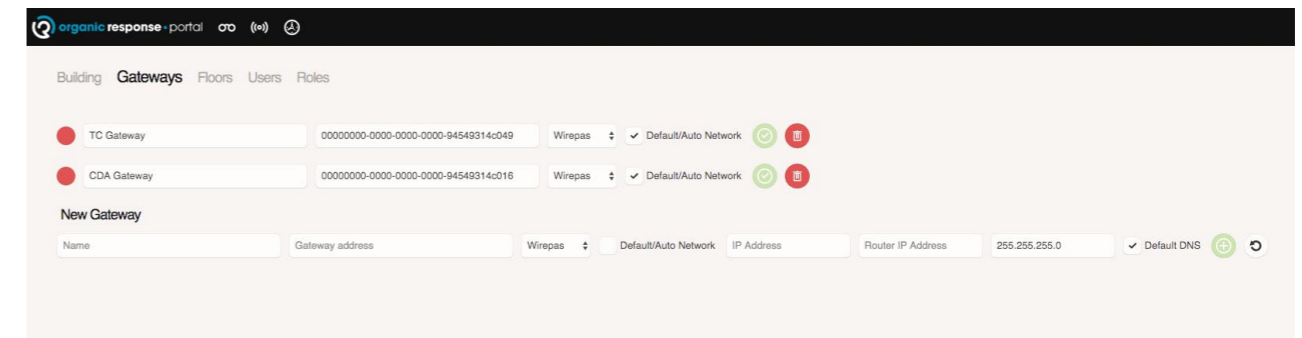 organic response portal
Building Gateways Floors Users Roles
TC Gateway 00000000-0000-0000-0000-94549314c049 Wirepas Default/Auto Network
CDA Gateway 00000000-0000-0000-0000-94549314c016 Wirepas Default/Auto Network
New Gateway
Name Gateway address Wirepas Default/Auto Network IP Address Router IP Address 255.255.255.0 Default DNS